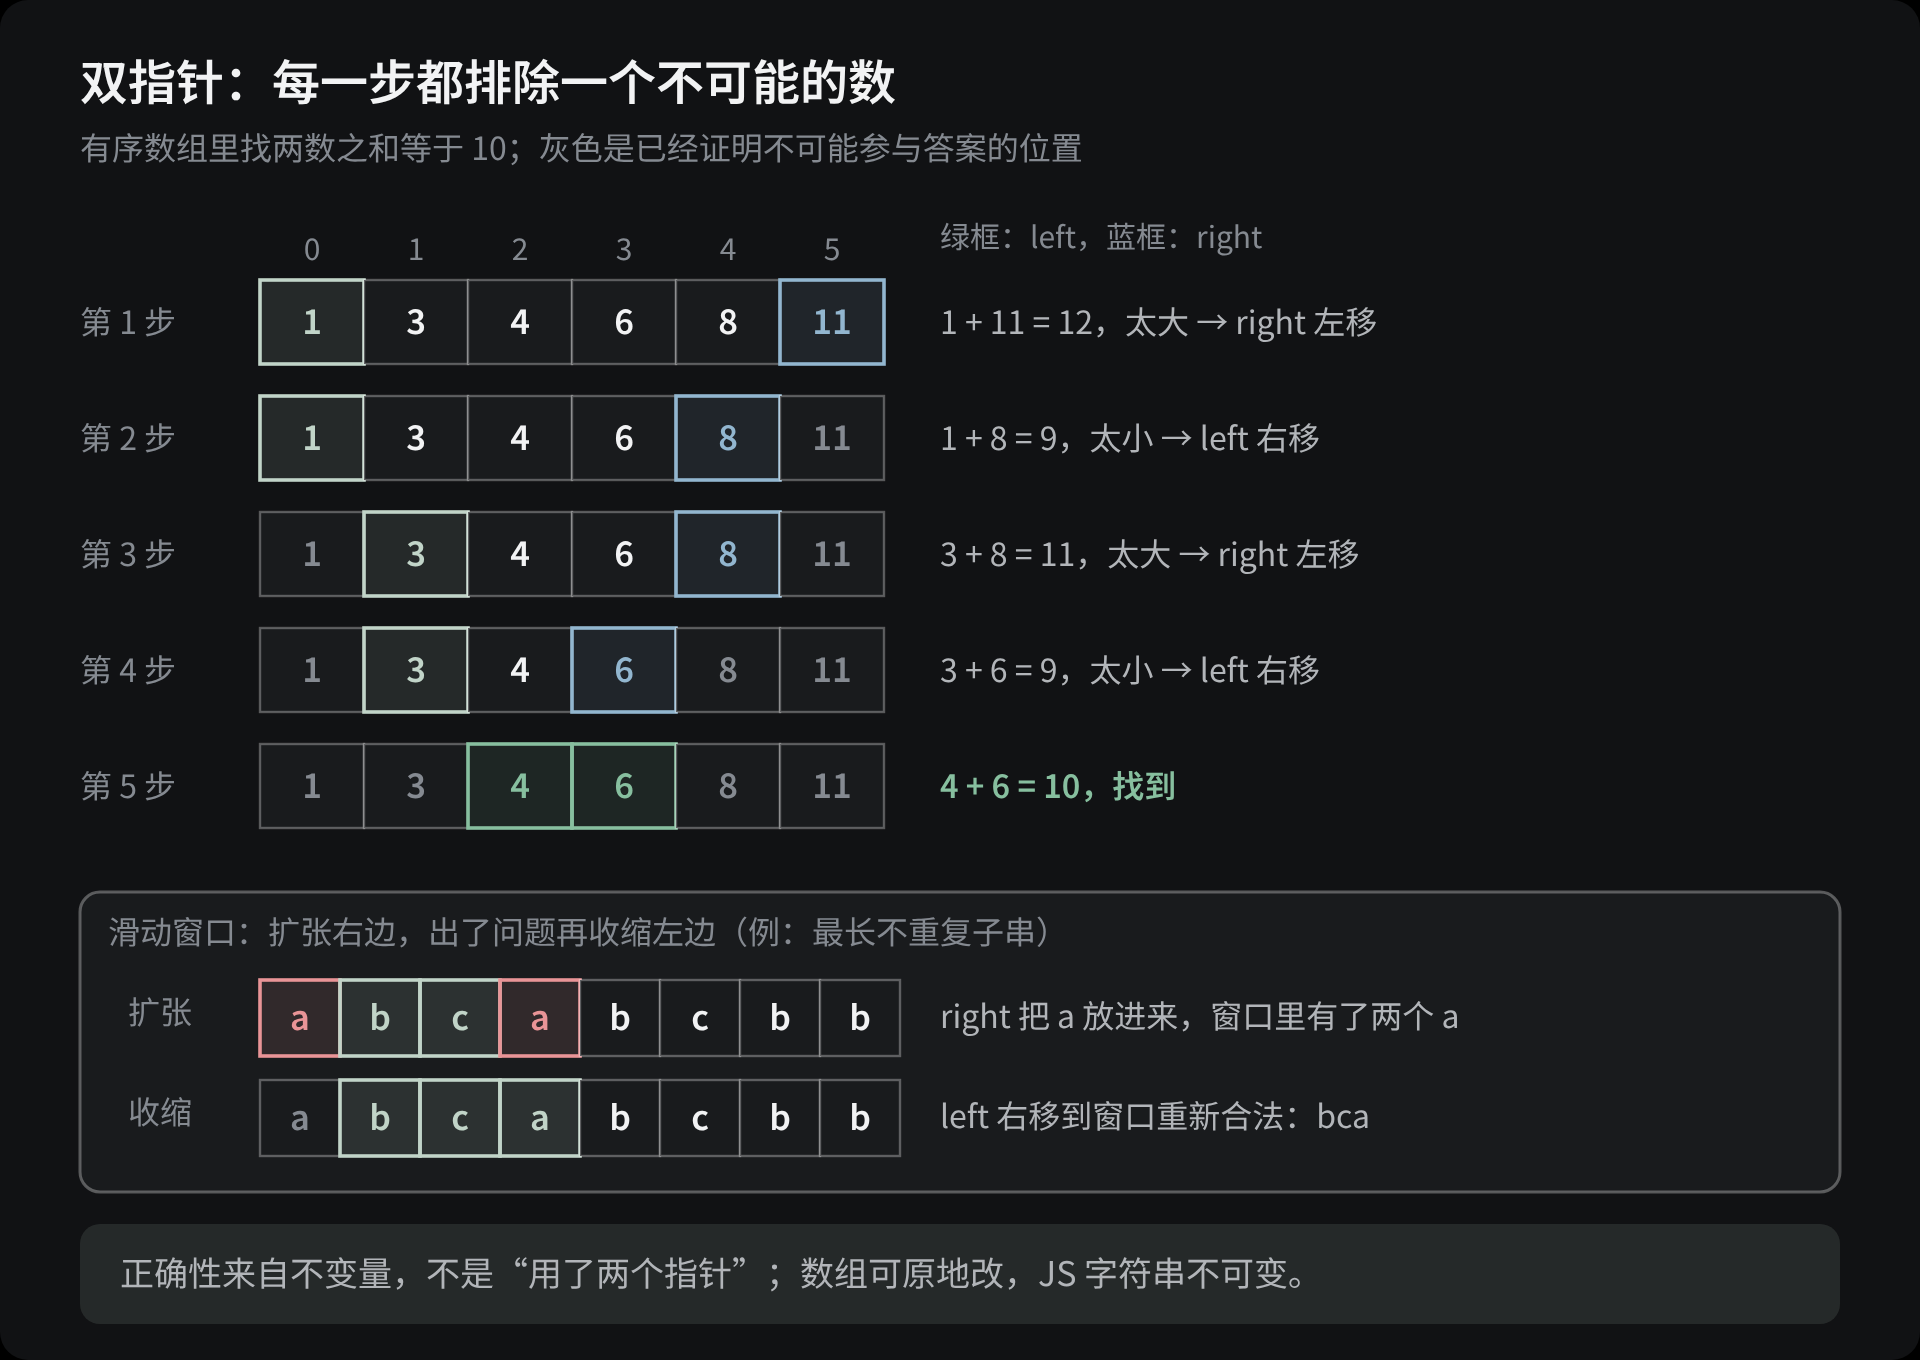 双指针：每一步都排除一个不可能的数
有序数组里找两数之和等于 10；灰色是已经证明不可能参与答案的位置
0 1 2 3 4 5 绿框：left，蓝框：right
第 1 步 1 3 4 6 8 11 1 + 11 = 12，太大 → right 左移
第 2 步 1 3 4 6 8 11 1 + 8 = 9，太小 → left 右移
第 3 步 1 3 4 6 8 11 3 + 8 = 11，太大 → right 左移
第 4 步 1 3 4 6 8 11 3 + 6 = 9，太小 → left 右移
第 5 步 1 3 4 6 8 11 4 + 6 = 10，找到
滑动窗口：扩张右边，出了问题再收缩左边（例：最长不重复子串）
扩张 a b c a b c b b right 把 a 放进来，窗口里有了两个 a
收缩 a b c a b c b b left 右移到窗口重新合法：bca
正确性来自不变量，不是“用了两个指针”；数组可原地改，JS 字符串不可变。